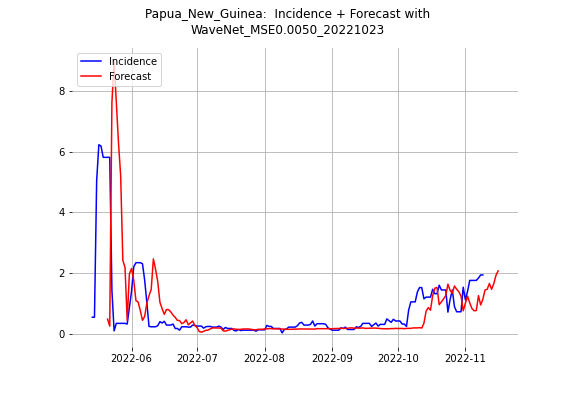 Papua_New_Guinea:  Incidence + Forecast with
WaveNet_MSE0.0050_20221023
Incidence
Forecast
8
6
4
2
0
2022-06 2022-07 2022-08 2022-09 2022-10 2022-11